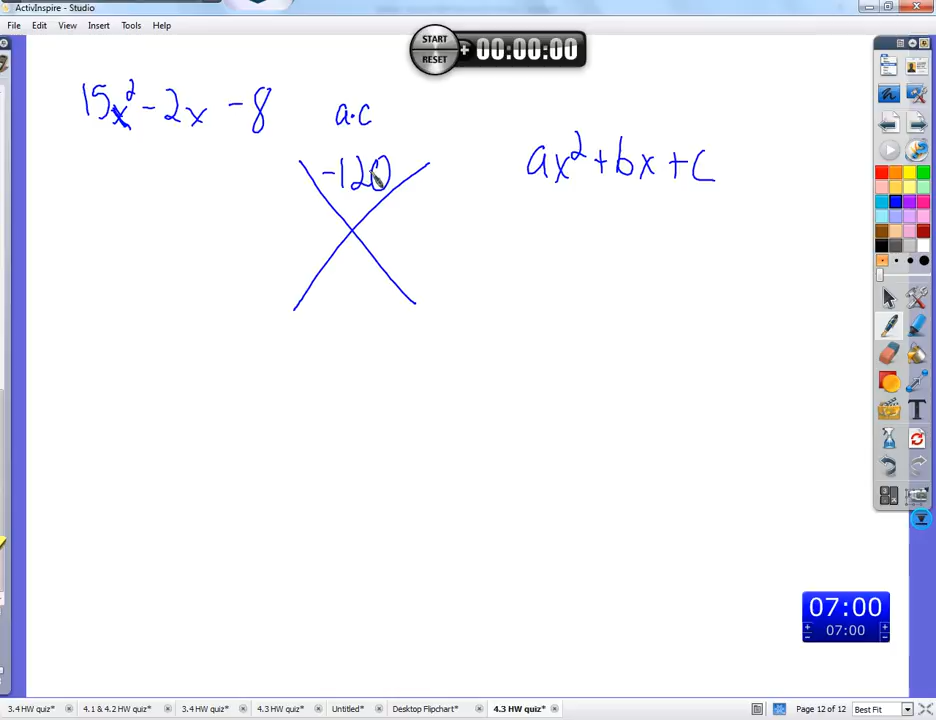 ActivInspire - Studio
File Edit View Insert Tools Help
START
RESET
+ 00:00:00
15x² - 2x - 8
a·c
-120
ax² + bx + c
07:00
07:00
3.4 HW quiz* 4.1 & 4.2 HW quiz* 3.4 HW quiz* 4.3 HW quiz* Untitled* Desktop Flipchart* 4.3 HW quiz* Page 12 of 12 Best Fit